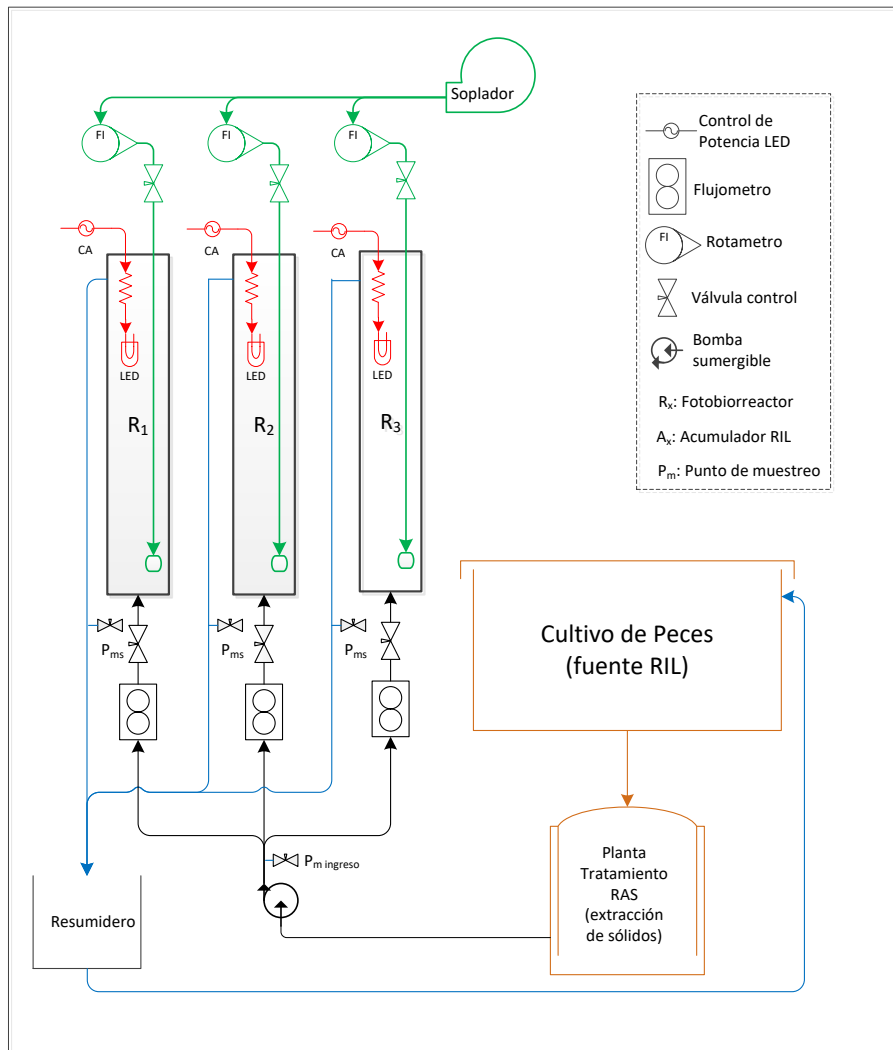 Soplador
FI
FI
FI
CA
CA
CA
LED
LED
LED
R1
R2
R3
Pms
Pms
Pms
Pm ingreso
Resumidero
Cultivo de Peces
(fuente RIL)
Planta
Tratamiento
RAS
(extracción
de sólidos)
Control de
Potencia LED
Flujometro
FI
Rotametro
Válvula control
Bomba
sumergible
Rx: Fotobiorreactor
Ax: Acumulador RIL
Pm: Punto de muestreo